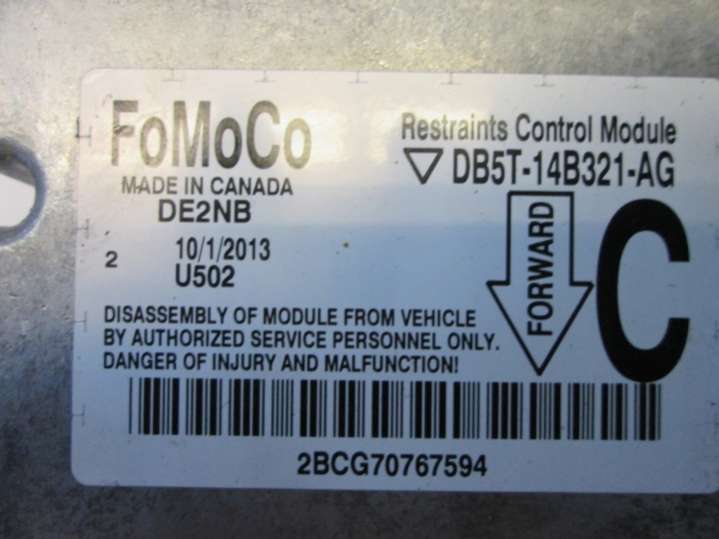 FoMoCo
MADE IN CANADA
DE2NB
2 10/1/2013
U502
Restraints Control Module
DB5T-14B321-AG
FORWARD
C
DISASSEMBLY OF MODULE FROM VEHICLE
BY AUTHORIZED SERVICE PERSONNEL ONLY.
DANGER OF INJURY AND MALFUNCTION!
2BCG70767594